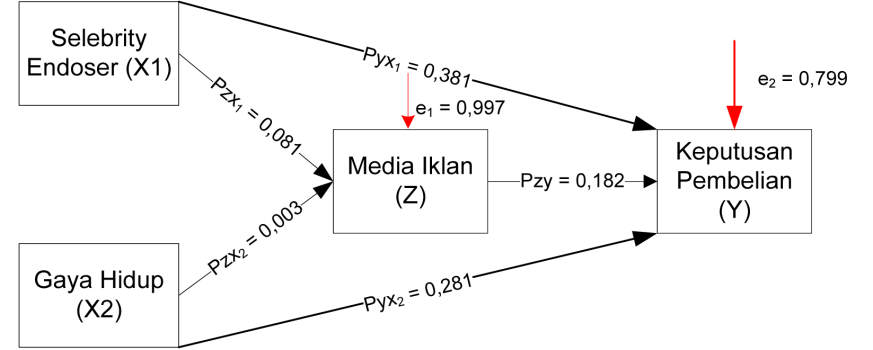 Selebrity
Endoser (X1)
Pyx₁ = 0,381
e₂ = 0,799
Pzx₁ = 0,081
e₁ = 0,997
Media Iklan
(Z)
Pzy = 0,182
Keputusan
Pembelian
(Y)
Pzx₂ = 0,003
Gaya Hidup
(X2)
Pyx₂ = 0,281